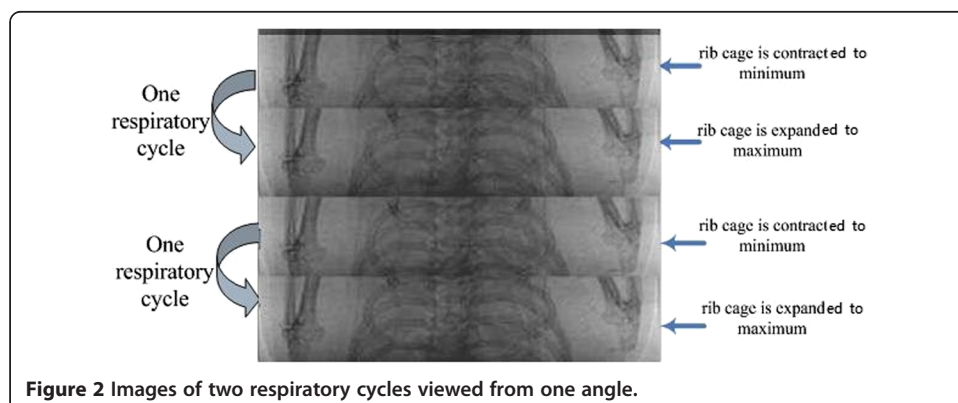 One
respiratory
cycle
rib cage is contracted to
minimum
rib cage is expanded to
maximum
One
respiratory
cycle
rib cage is contracted to
minimum
rib cage is expanded to
maximum
Figure 2 Images of two respiratory cycles viewed from one angle.